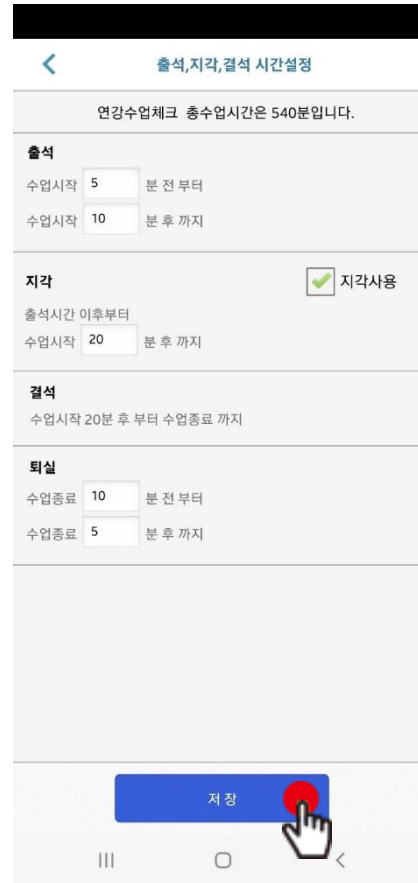 출석,지각,결석 시간설정
연강수업체크 총수업시간은 540분입니다.
출석
수업시작 5 분 전 부터
수업시작 10 분 후 까지
지각 지각사용
출석시간 이후부터
수업시작 20 분 후 까지
결석
수업시작 20분 후 부터 수업종료 까지
퇴실
수업종료 10 분 전 부터
수업종료 5 분 후 까지
저 장